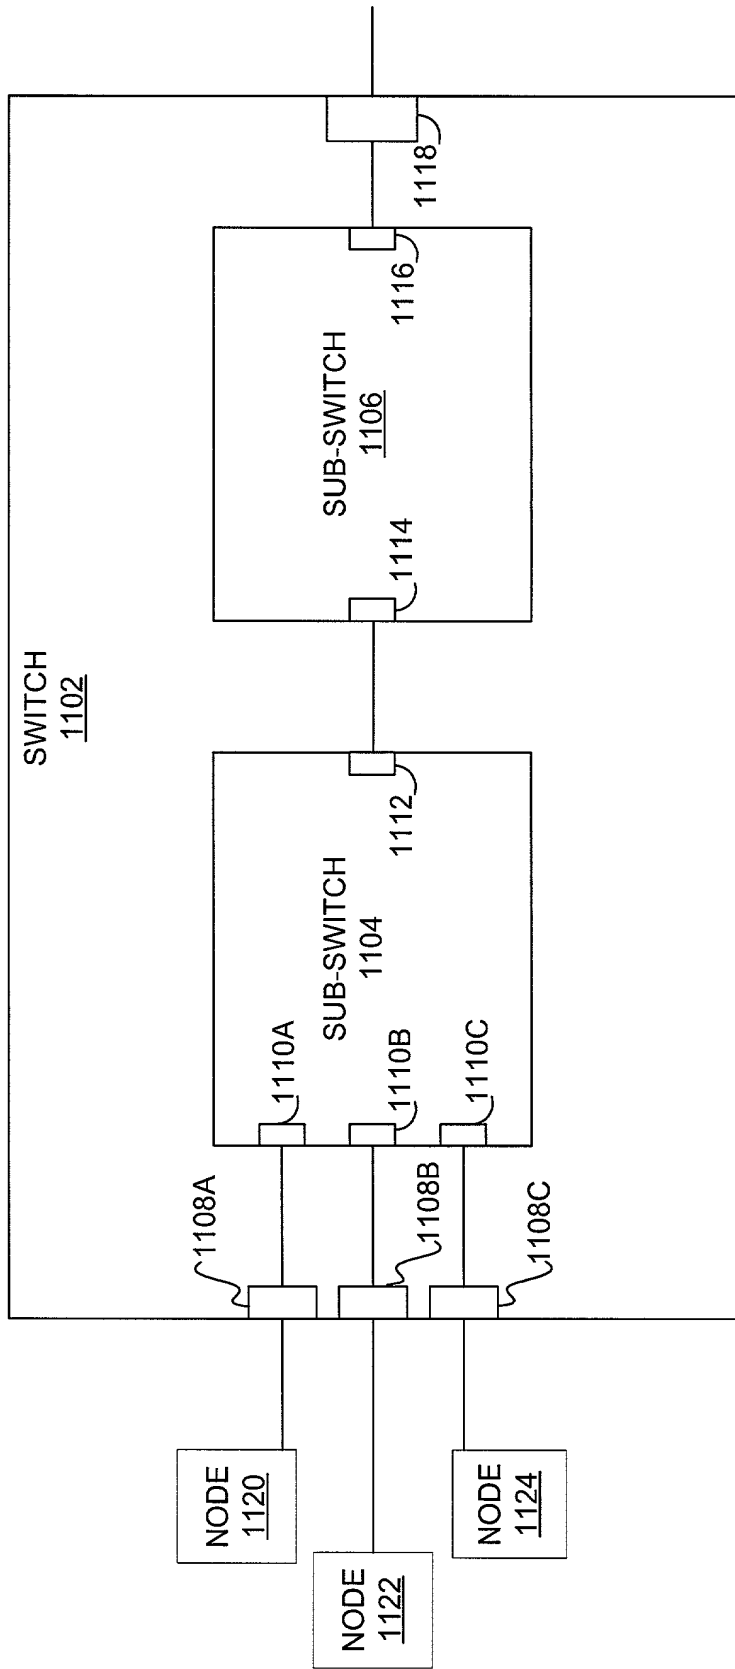 SWITCH
1102
NODE
1120
NODE
1122
NODE
1124
1108A
1108B
1108C
1110A
1110B
1110C
SUB-SWITCH
1104
1112
1114
SUB-SWITCH
1106
1116
1118